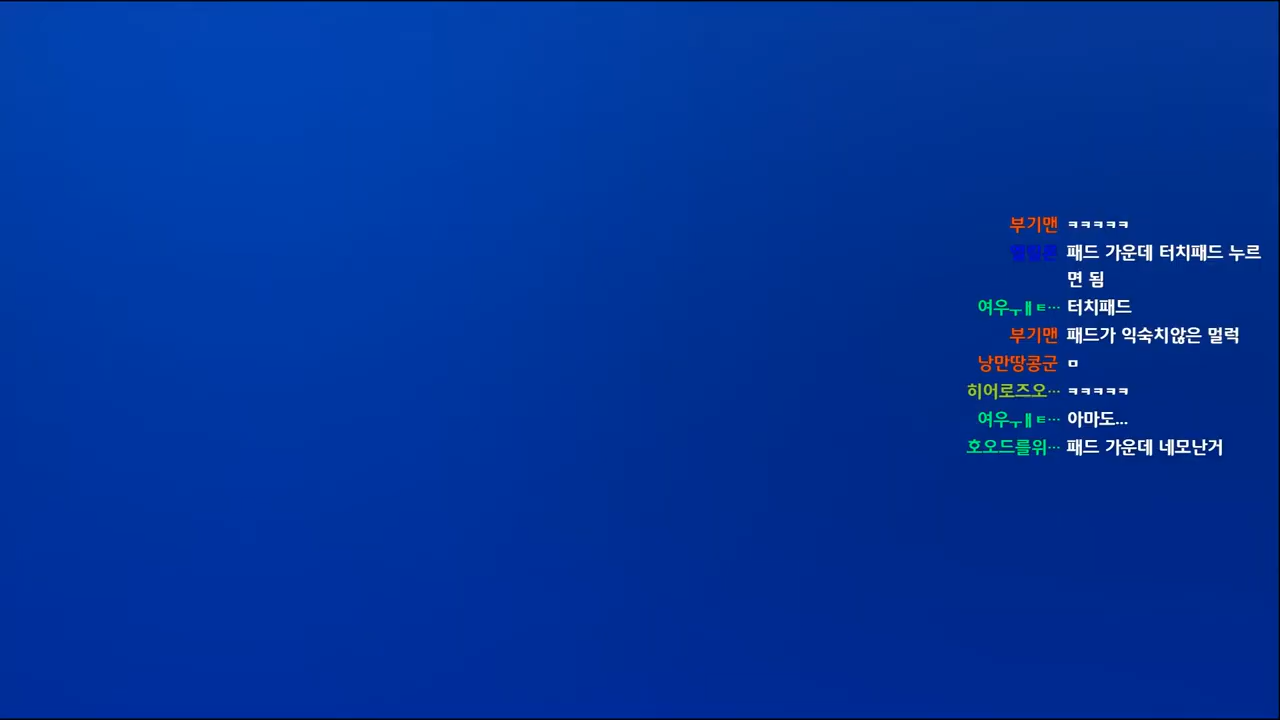 부기맨 ㅋㅋㅋㅋㅋ
패드 가운데 터치패드 누르
면 됨
여우ㅜㅐㅌ… 터치패드
부기맨 패드가 익숙치않은 멀럭
낭만땅콩군 ㅁ
히어로즈오… ㅋㅋㅋㅋㅋ
여우ㅜㅐㅌ… 아마도...
호오드를위… 패드 가운데 네모난거